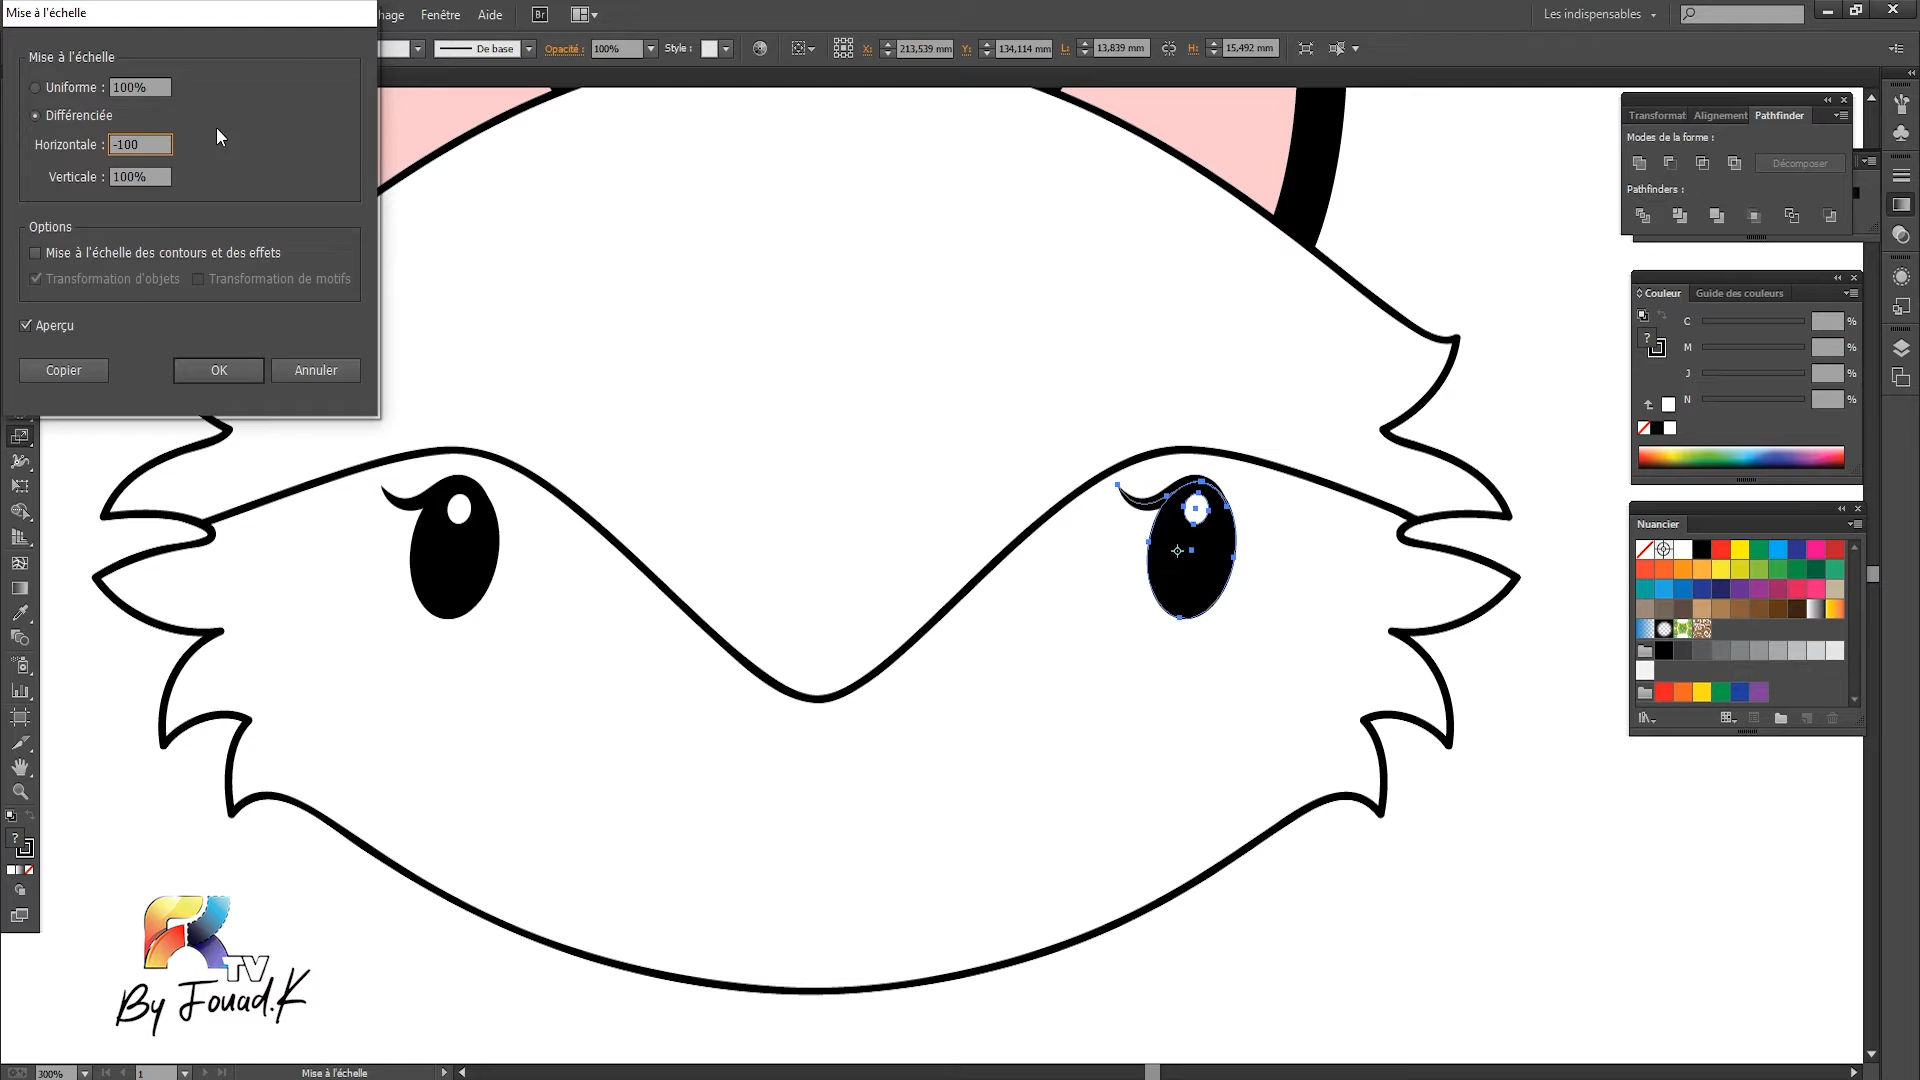 Mise à l'échelle
hage Fenêtre Aide Br Les indispensables
De base Opacité : 100% Style : X: 213,539 mm Y: 134,114 mm L: 13,839 mm H: 15,492 mm
Mise à l'échelle
Uniforme : 100%
Différenciée
Horizontale : -100
Verticale : 100%
Options
Mise à l'échelle des contours et des effets
Transformation d'objets Transformation de motifs
Aperçu
Copier OK Annuler
Transformat Alignement Pathfinder
Modes de la forme :
Décomposer
Pathfinders :
Couleur Guide des couleurs
C %
M %
J %
N %
?
Nuancier
?
R TV
By Fouad.K
300% 1 Mise à l'échelle